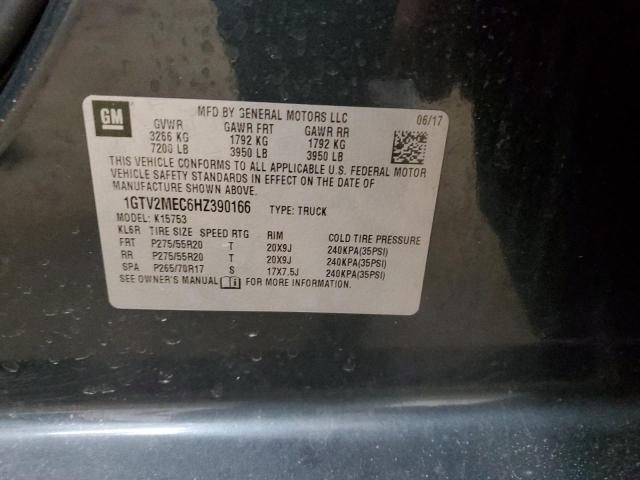 GM
MFD BY GENERAL MOTORS LLC
06/17
GVWR GAWR FRT GAWR RR
3266 KG 1792 KG 1792 KG
7200 LB 3950 LB 3950 LB
THIS VEHICLE CONFORMS TO ALL APPLICABLE U.S. FEDERAL MOTOR
VEHICLE SAFETY STANDARDS IN EFFECT ON THE DATE OF
MANUFACTURE SHOWN ABOVE.
1GTV2MEC6HZ390166 TYPE: TRUCK
MODEL: K15753
KL6R TIRE SIZE SPEED RTG RIM COLD TIRE PRESSURE
FRT P275/55R20 T 20X9J 240KPA(35PSI)
RR P275/55R20 T 20X9J 240KPA(35PSI)
SPA P265/70R17 S 17X7.5J 240KPA(35PSI)
SEE OWNER'S MANUAL FOR MORE INFORMATION.